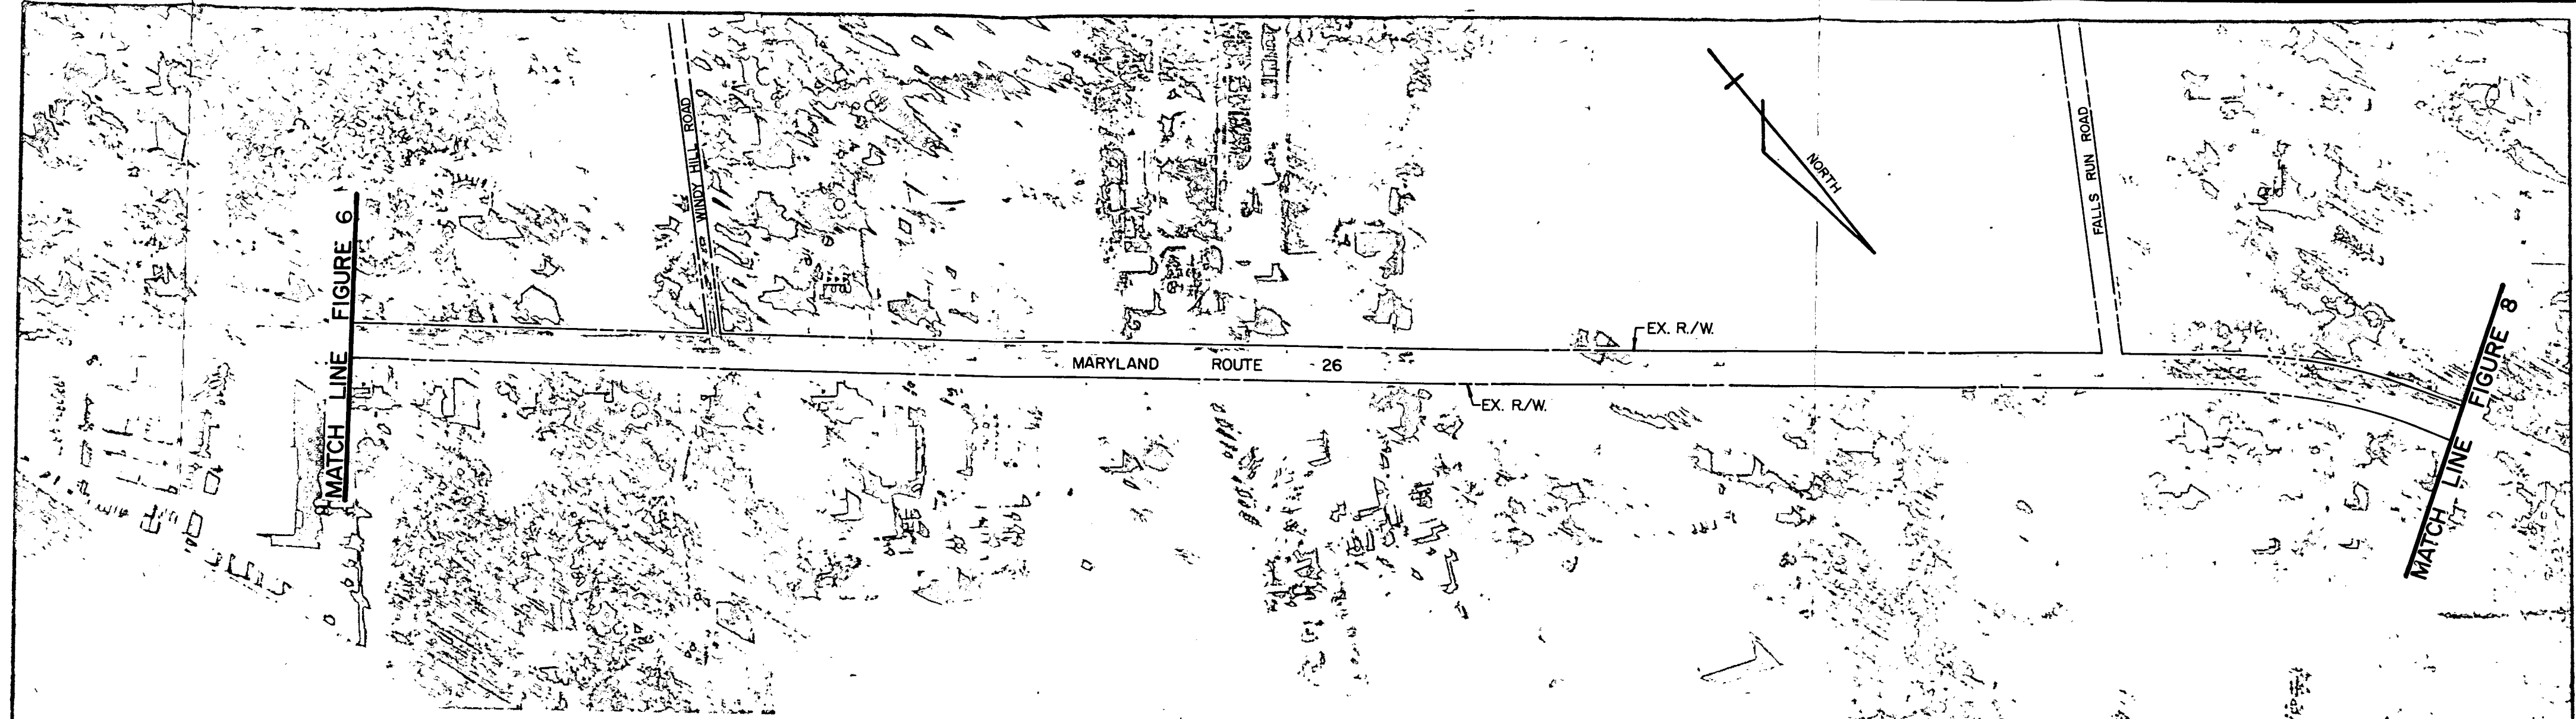 MATCH LINE FIGURE 6
WINDY HILL ROAD
NORTH
FALLS RUN ROAD
EX. R./W.
MARYLAND ROUTE 26
EX. R./W.
MATCH LINE FIGURE 8